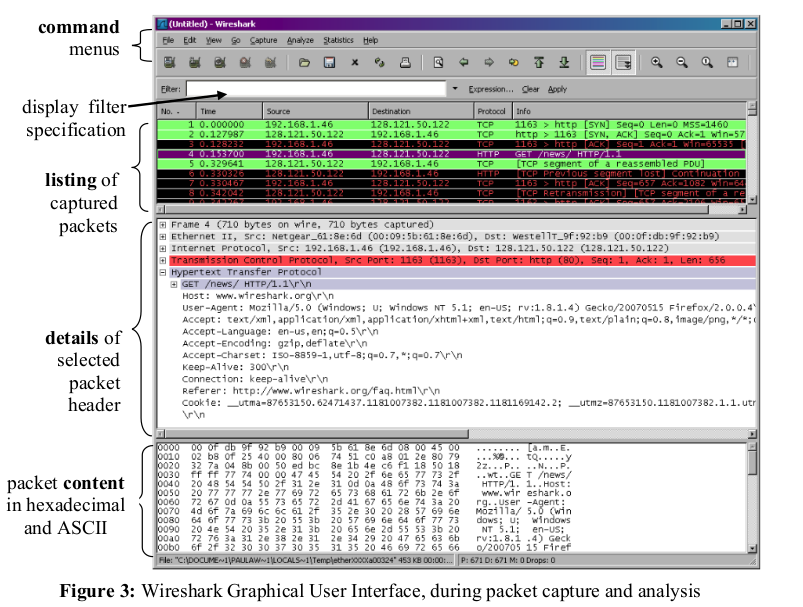 command
menus
display filter
specification
listing of
captured
packets
details of
selected
packet
header
packet content
in hexadecimal
and ASCII
(Untitled) - Wireshark
File Edit View Go Capture Analyze Statistics Help
Filter: Expression... Clear Apply
No. - Time Source Destination Protocol Info
1 0.000000 192.168.1.46 128.121.50.122 TCP 1163 > http [SYN] Seq=0 Len=0 MSS=1460
2 0.127987 128.121.50.122 192.168.1.46 TCP http > 1163 [SYN, ACK] Seq=0 Ack=1 Win=57
3 0.128232 192.168.1.46 128.121.50.122 TCP 1163 > http [ACK] Seq=1 Ack=1 Win=65535 [
4 0.153700 192.168.1.46 128.121.50.122 HTTP GET /news/ HTTP/1.1
5 0.329641 128.121.50.122 192.168.1.46 TCP [TCP segment of a reassembled PDU]
6 0.330326 128.121.50.122 192.168.1.46 HTTP [TCP Previous segment lost] Continuation
7 0.330467 192.168.1.46 128.121.50.122 TCP 1163 > http [ACK] Seq=657 Ack=1082 Win=64
8 0.342042 128.121.50.122 192.168.1.46 TCP [TCP Retransmission] [TCP segment of a re
Frame 4 (710 bytes on wire, 710 bytes captured)
Ethernet II, Src: Netgear_61:8e:6d (00:09:5b:61:8e:6d), Dst: WestellT_9f:92:b9 (00:0f:db:9f:92:b9)
Internet Protocol, Src: 192.168.1.46 (192.168.1.46), Dst: 128.121.50.122 (128.121.50.122)
Transmission Control Protocol, Src Port: 1163 (1163), Dst Port: http (80), Seq: 1, Ack: 1, Len: 656
Hypertext Transfer Protocol
GET /news/ HTTP/1.1\r\n
Host: www.wireshark.org\r\n
User-Agent: Mozilla/5.0 (Windows; U; Windows NT 5.1; en-US; rv:1.8.1.4) Gecko/20070515 Firefox/2.0.0.4\
Accept: text/xml,application/xml,application/xhtml+xml,text/html;q=0.9,text/plain;q=0.8,image/png,*/*;
Accept-Language: en-us,en;q=0.5\r\n
Accept-Encoding: gzip,deflate\r\n
Accept-Charset: ISO-8859-1,utf-8;q=0.7,*;q=0.7\r\n
Keep-Alive: 300\r\n
Connection: keep-alive\r\n
Referer: http://www.wireshark.org/faq.html\r\n
Cookie: __utma=87653150.62471437.1181007382.1181007382.1181169142.2; __utmz=87653150.1181007382.1.1.utm
\r\n
0000 00 0f db 9f 92 b9 00 09 5b 61 8e 6d 08 00 45 00 ........ [a.m..E.
0010 02 b8 0f 25 40 00 80 06 74 51 c0 a8 01 2e 80 79 ...%@... tQ.....y
0020 32 7a 04 8b 00 50 ed bc 8e 1b 4e c6 f1 18 50 18 2z...P.. ..N...P.
0030 ff ff 77 74 00 00 47 45 54 20 2f 6e 65 77 73 2f ..wt..GE T /news/
0040 20 48 54 54 50 2f 31 2e 31 0d 0a 48 6f 73 74 3a HTTP/1. 1..Host:
0050 20 77 77 77 2e 77 69 72 65 73 68 61 72 6b 2e 6f www.wir eshark.o
0060 72 67 0d 0a 55 73 65 72 2d 41 67 65 6e 74 3a 20 rg..User -Agent:
0070 4d 6f 7a 69 6c 6c 61 2f 35 2e 30 20 28 57 69 6e Mozilla/ 5.0 (Win
0080 64 6f 77 73 3b 20 55 3b 20 57 69 6e 64 6f 77 73 dows; U; Windows
0090 20 4e 54 20 35 2e 31 3b 20 65 6e 2d 55 53 3b 20 NT 5.1; en-US;
00a0 72 76 3a 31 2e 38 2e 31 2e 34 29 20 47 65 63 6b rv:1.8.1 .4) Geck
00b0 6f 2f 32 30 30 37 30 35 31 35 20 46 69 72 65 66 o/200705 15 Firef
File: "C:\DOCUME~1\PAULAW~1\LOCALS~1\Temp\etherXXXXa00324" 453 KB 00:00:... P: 671 D: 671 M: 0 Drops: 0
Figure 3: Wireshark Graphical User Interface, during packet capture and analysis